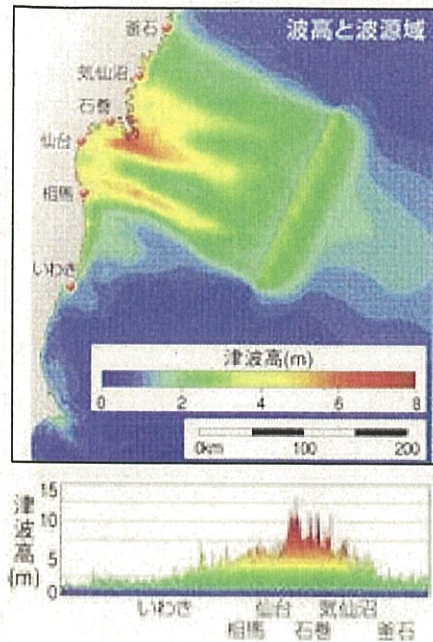 波高と波源域
釜石
気仙沼
石巻
仙台
相馬
いわき
津波高(m)
0 2 4 6 8
0km 100 200
津波高(m)
15
10
5
0
いわき 仙台 気仙沼
相馬 石巻 釜石